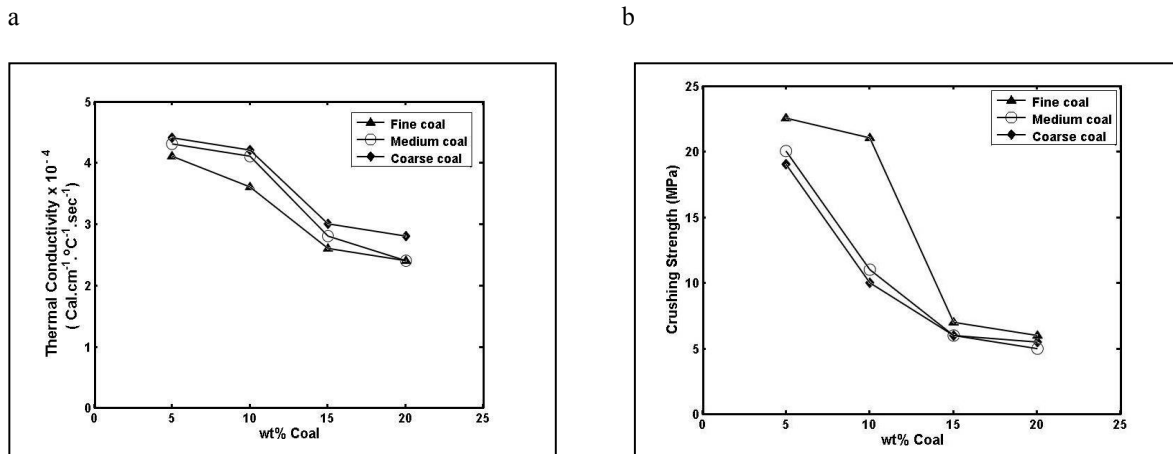 a
b
5
4
3
2
1
0
0 5 10 15 20 25
wt% Coal
Thermal Conductivity x 10⁻⁴
( Cal.cm⁻¹.°C⁻¹.sec⁻¹)
Fine coal
Medium coal
Coarse coal
25
20
15
10
5
0
0 5 10 15 20 25
wt% Coal
Crushing Strength (MPa)
Fine coal
Medium coal
Coarse coal